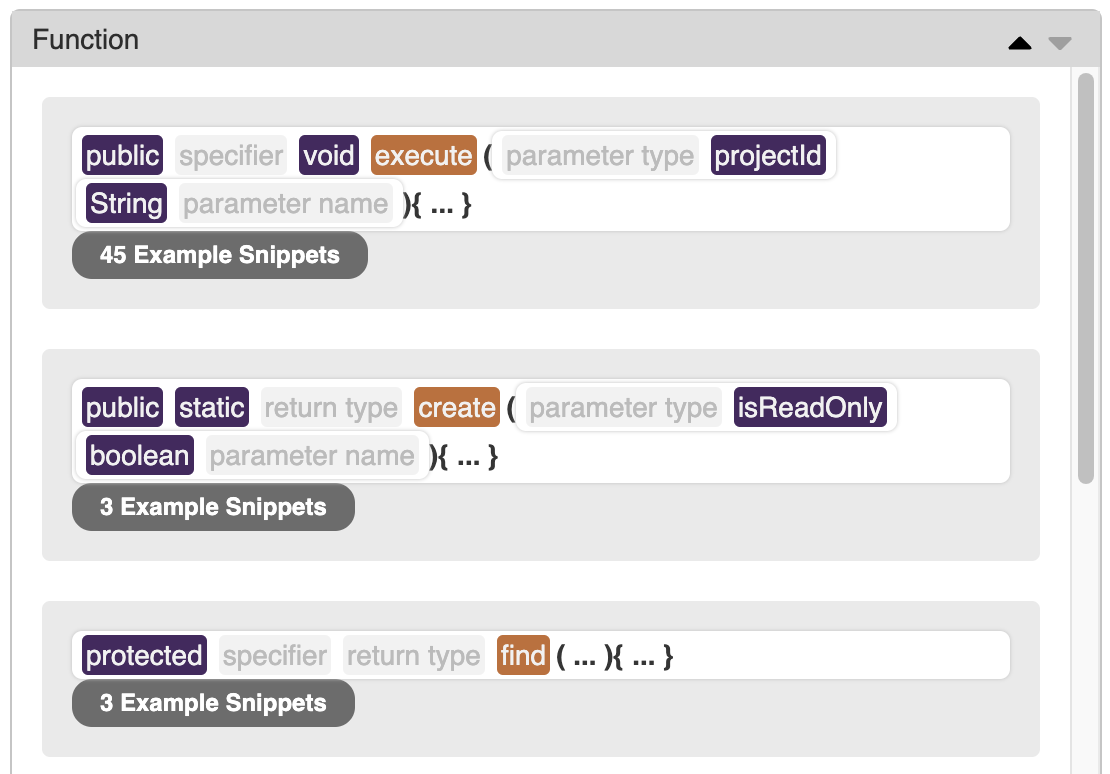 Function
public specifier void execute ( parameter type projectId
String parameter name ){ ... }
45 Example Snippets
public static return type create ( parameter type isReadOnly
boolean parameter name ){ ... }
3 Example Snippets
protected specifier return type find ( ... ){ ... }
3 Example Snippets